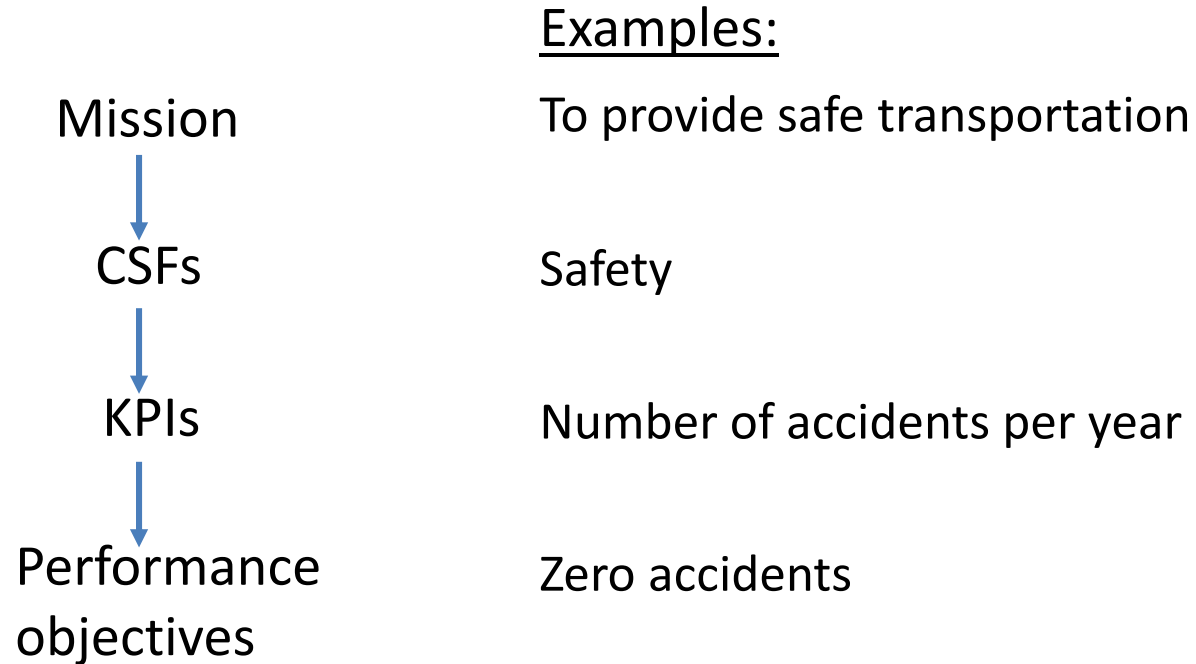 Examples:
Mission
To provide safe transportation
CSFs
Safety
KPIs
Number of accidents per year
Performance
objectives
Zero accidents